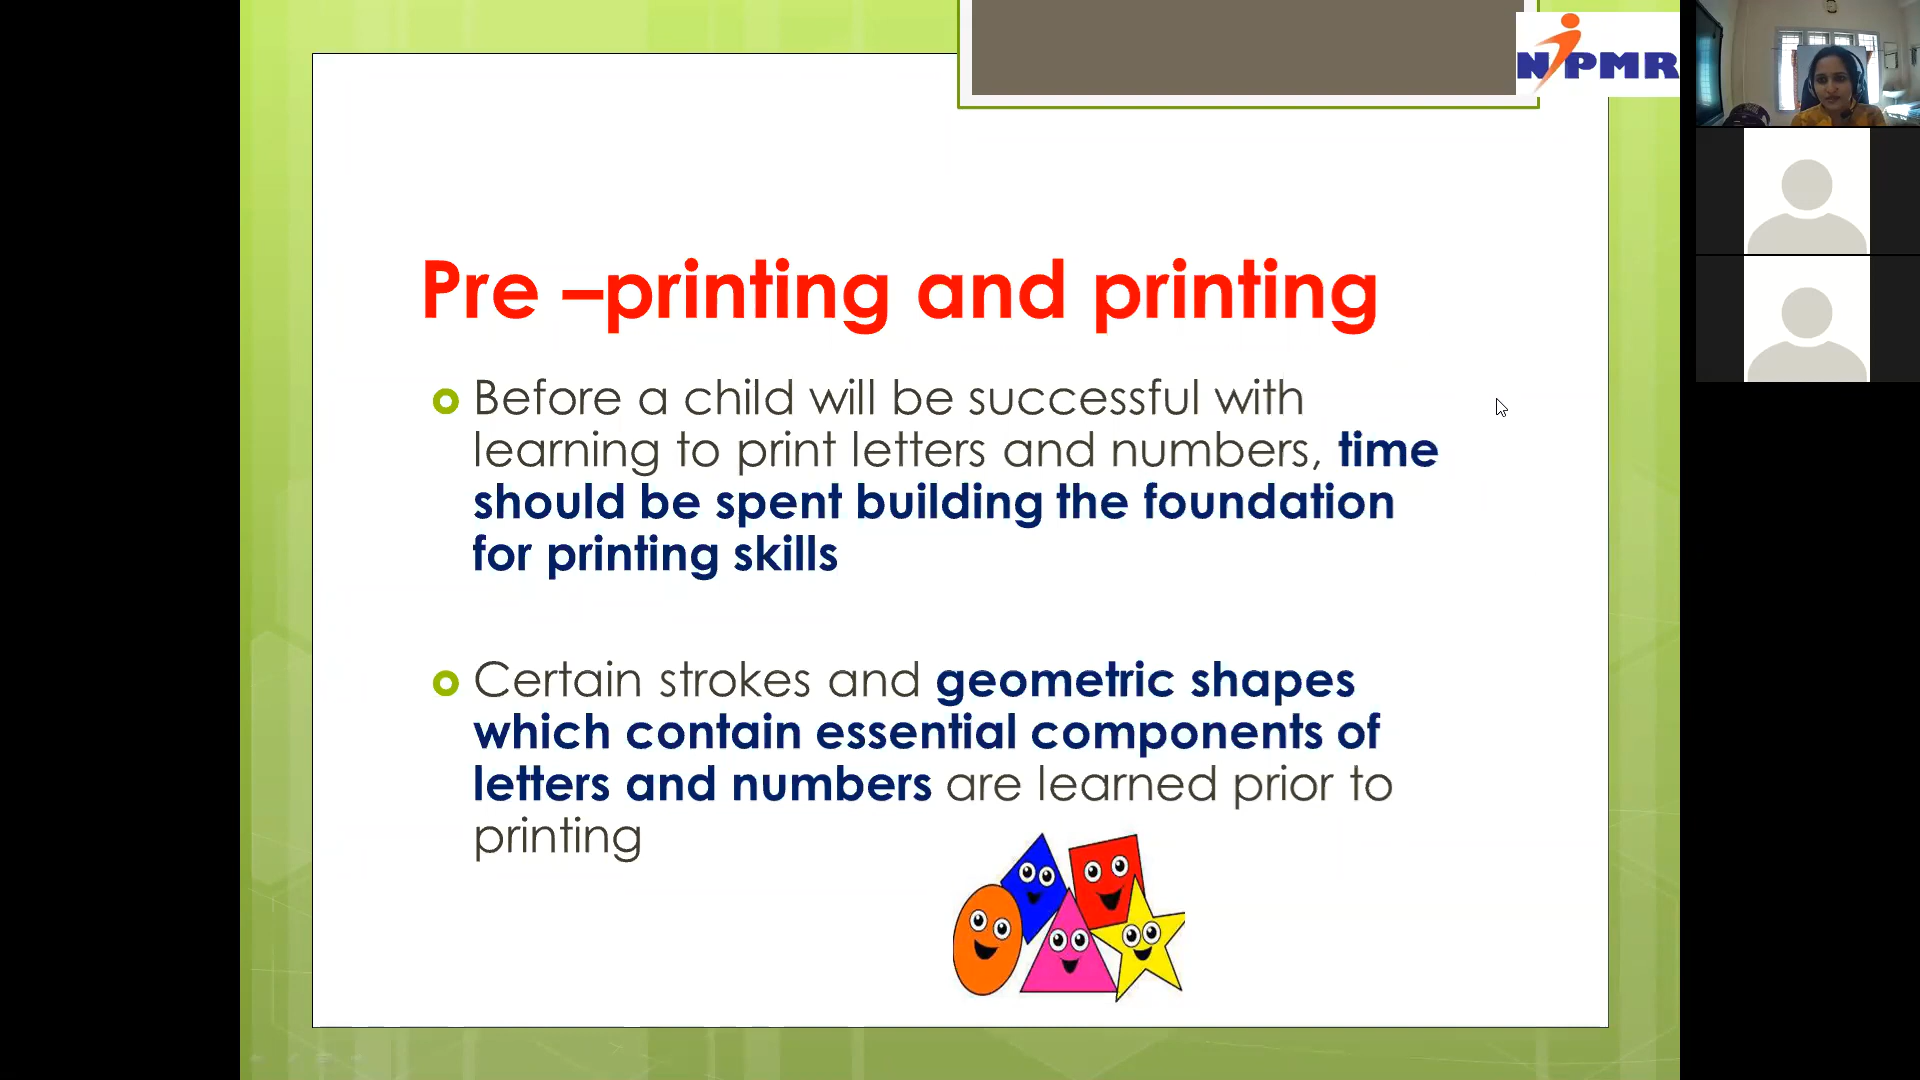 NIPMR
Pre –printing and printing
Before a child will be successful with
learning to print letters and numbers, time
should be spent building the foundation
for printing skills
Certain strokes and geometric shapes
which contain essential components of
letters and numbers are learned prior to
printing